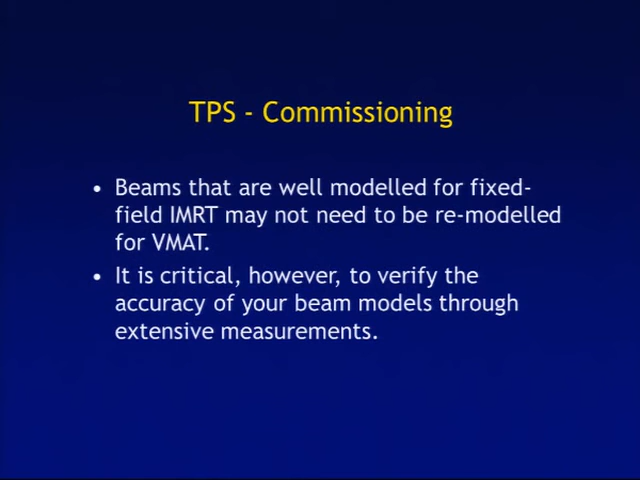 TPS - Commissioning
• Beams that are well modelled for fixed-
field IMRT may not need to be re-modelled
for VMAT.
• It is critical, however, to verify the
accuracy of your beam models through
extensive measurements.